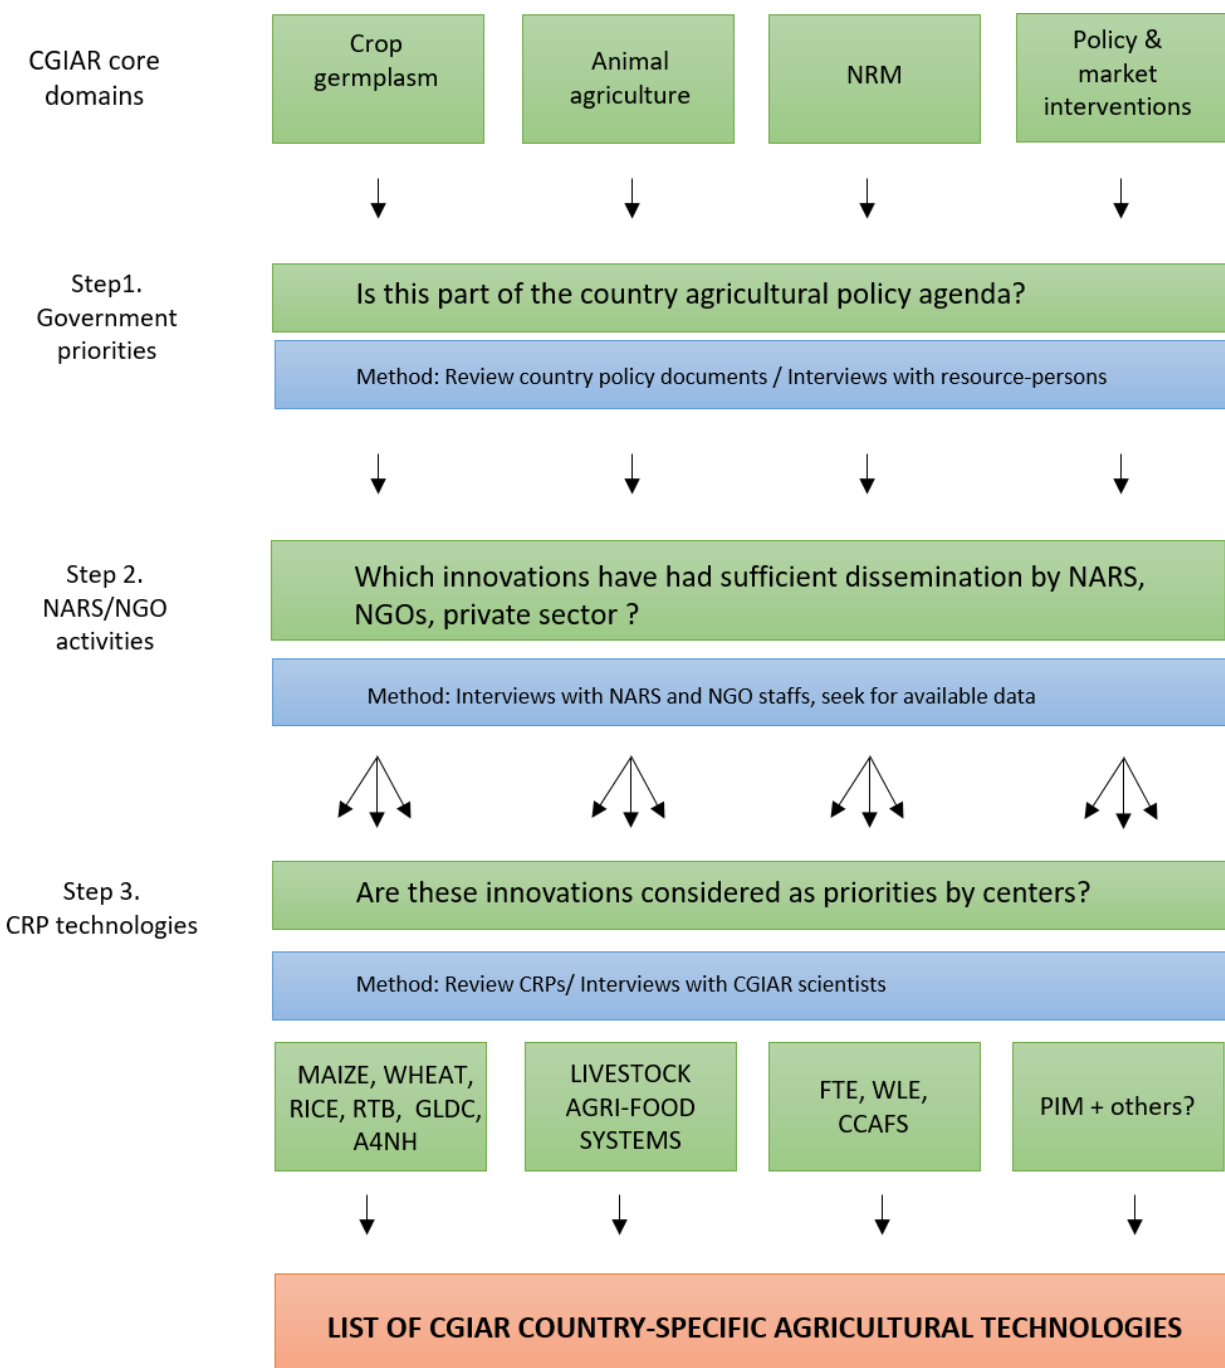 CGIAR core
domains
Crop
germplasm
Animal
agriculture
NRM
Policy &
market
interventions
Step1.
Government
priorities
Is this part of the country agricultural policy agenda?
Method: Review country policy documents / Interviews with resource-persons
Step 2.
NARS/NGO
activities
Which innovations have had sufficient dissemination by NARS,
NGOs, private sector ?
Method: Interviews with NARS and NGO staffs, seek for available data
Step 3.
CRP technologies
Are these innovations considered as priorities by centers?
Method: Review CRPs/ Interviews with CGIAR scientists
MAIZE, WHEAT,
RICE, RTB, GLDC,
A4NH
LIVESTOCK
AGRI-FOOD
SYSTEMS
FTE, WLE,
CCAFS
PIM + others?
LIST OF CGIAR COUNTRY-SPECIFIC AGRICULTURAL TECHNOLOGIES